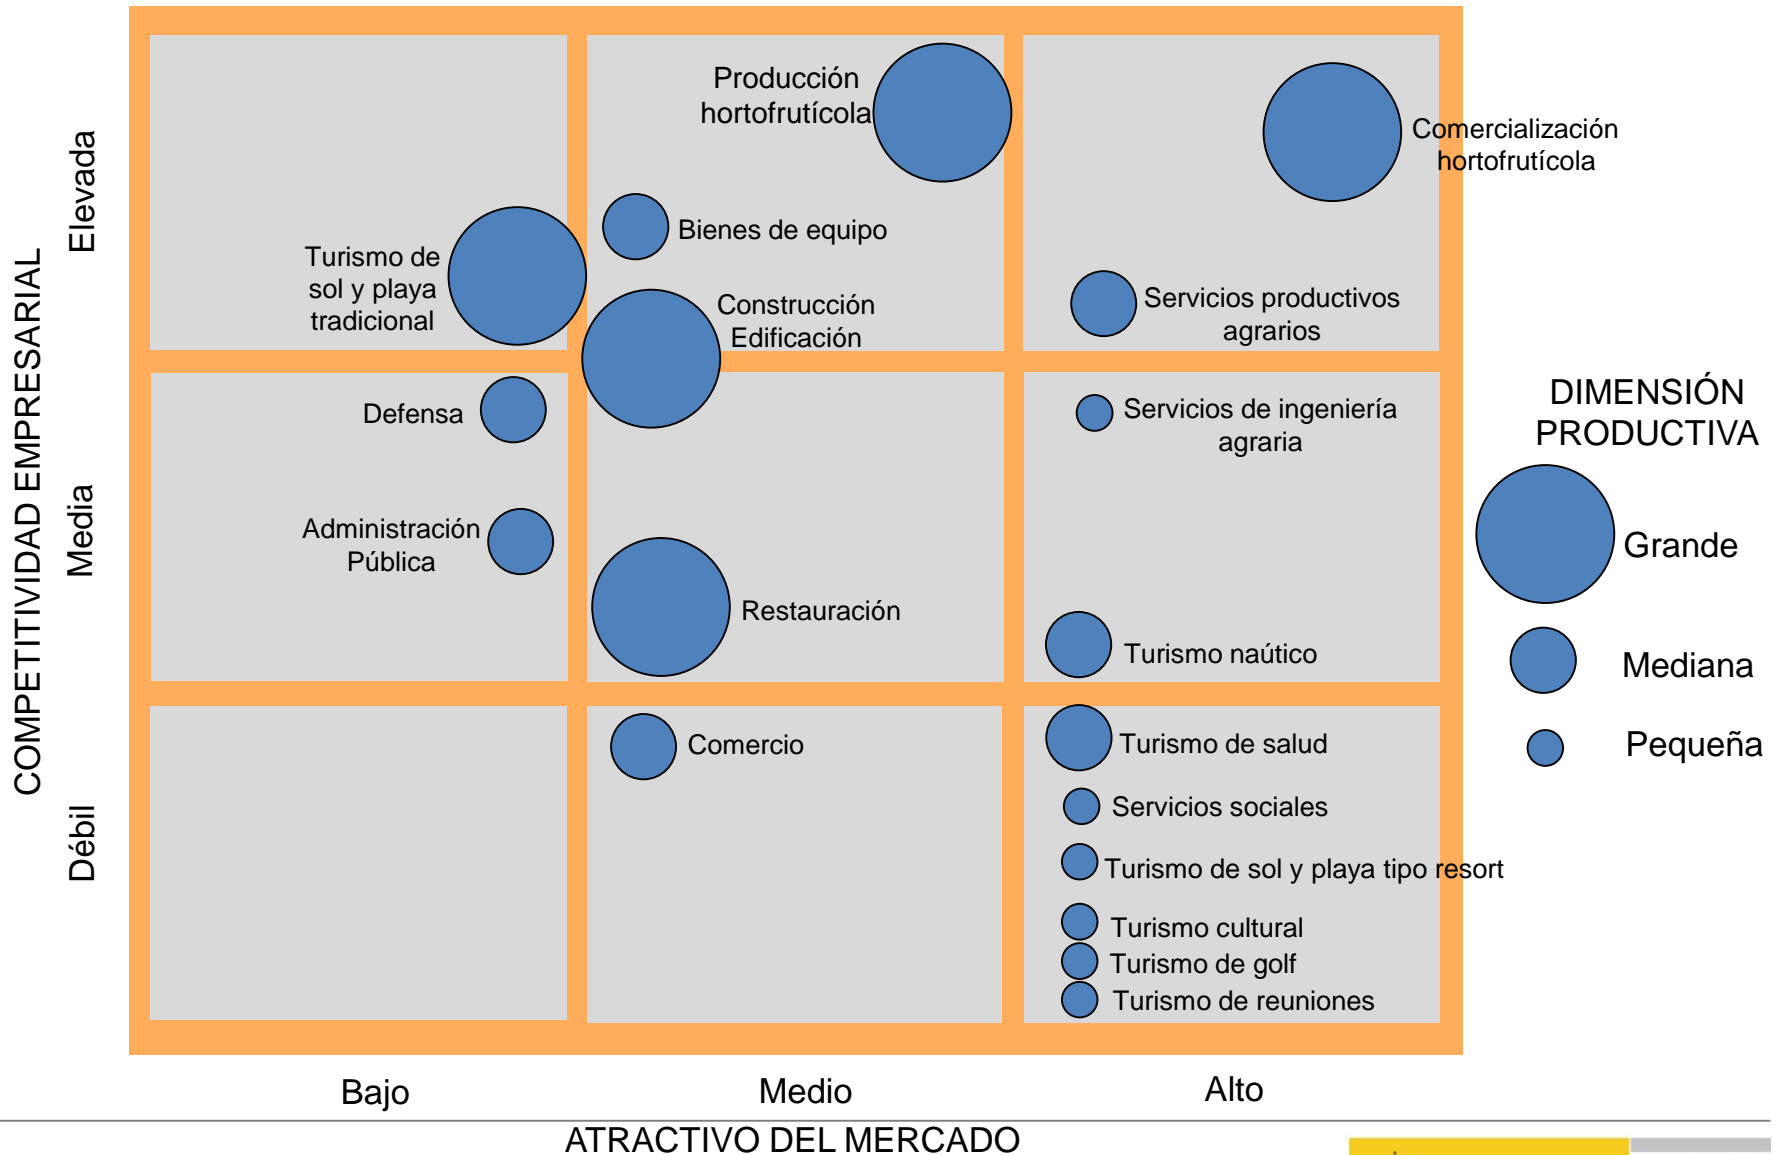 COMPETITIVIDAD EMPRESARIAL
Elevada
Media
Débil
Producción
hortofrutícola
Comercialización
hortofrutícola
Bienes de equipo
Turismo de
sol y playa
tradicional
Construcción
Edificación
Servicios productivos
agrarios
Defensa
Servicios de ingeniería
agraria
Administración
Pública
Restauración
Turismo naútico
Comercio
Turismo de salud
Servicios sociales
Turismo de sol y playa tipo resort
Turismo cultural
Turismo de golf
Turismo de reuniones
DIMENSIÓN
PRODUCTIVA
Grande
Mediana
Pequeña
Bajo
Medio
Alto
ATRACTIVO DEL MERCADO